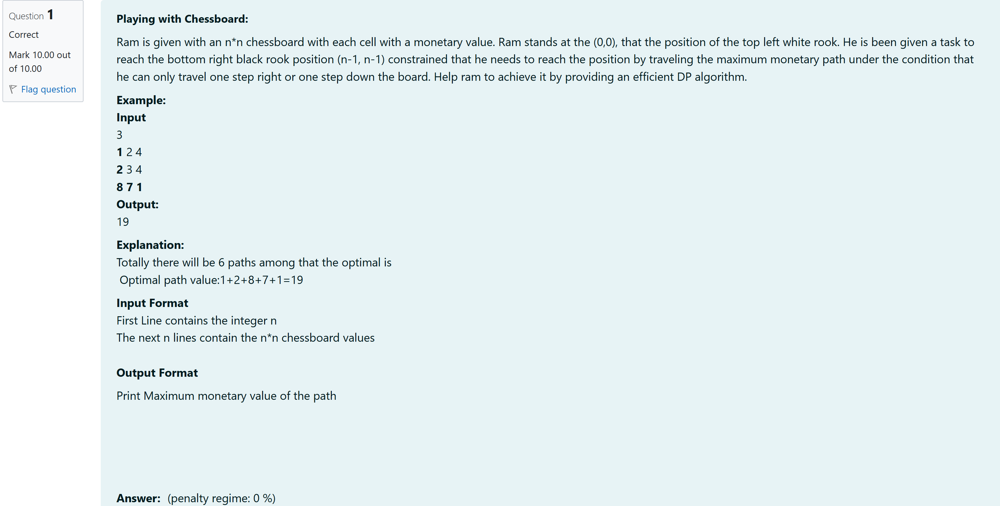 Question 1
Correct
Mark 10.00 out
of 10.00
Flag question
Playing with Chessboard:
Ram is given with an n*n chessboard with each cell with a monetary value. Ram stands at the (0,0), that the position of the top left white rook. He is been given a task to
reach the bottom right black rook position (n-1, n-1) constrained that he needs to reach the position by traveling the maximum monetary path under the condition that
he can only travel one step right or one step down the board. Help ram to achieve it by providing an efficient DP algorithm.
Example:
Input
3
1 2 4
2 3 4
8 7 1
Output:
19
Explanation:
Totally there will be 6 paths among that the optimal is
Optimal path value:1+2+8+7+1=19
Input Format
First Line contains the integer n
The next n lines contain the n*n chessboard values
Output Format
Print Maximum monetary value of the path
Answer: (penalty regime: 0 %)